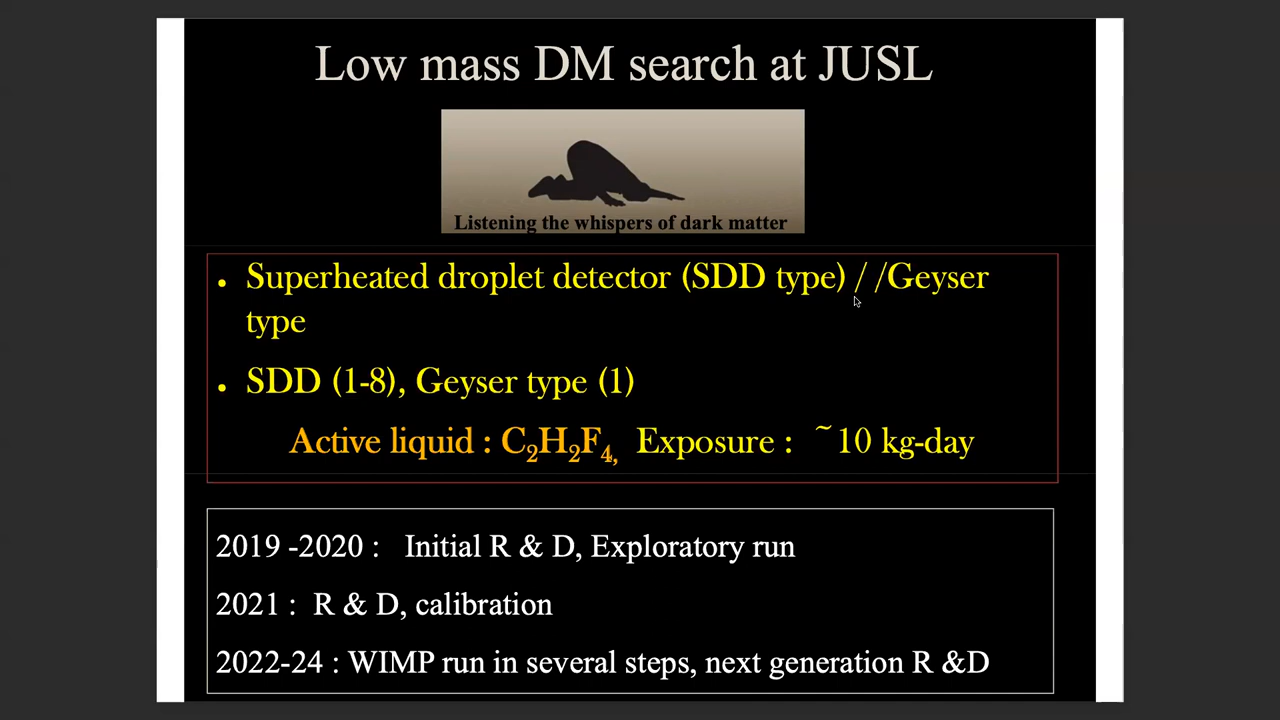 Low mass DM search at JUSL
Listening the whispers of dark matter
• Superheated droplet detector (SDD type) / /Geyser
type
• SDD (1-8), Geyser type (1)
Active liquid : C₂H₂F₄, Exposure : ~10 kg-day
2019 -2020 : Initial R & D, Exploratory run
2021 : R & D, calibration
2022-24 : WIMP run in several steps, next generation R &D